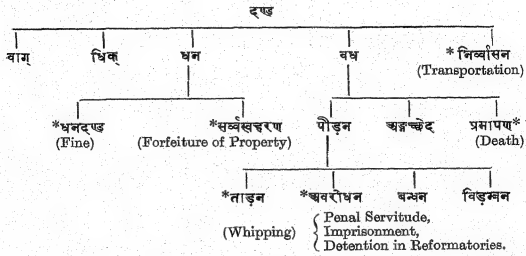 दण्ड
वाग् धिक् धन वध *निर्व्वासन
(Transportation)
*धनदण्ड *सर्व्वस्वहरण पीड़न अङ्गच्छेद् प्रमापण*
(Fine) (Forfeiture of Property) (Death)
*ताड़न *अवरोधन बन्धन विड़म्बन
(Whipping) Penal Servitude,
Imprisonment,
Detention in Reformatories.